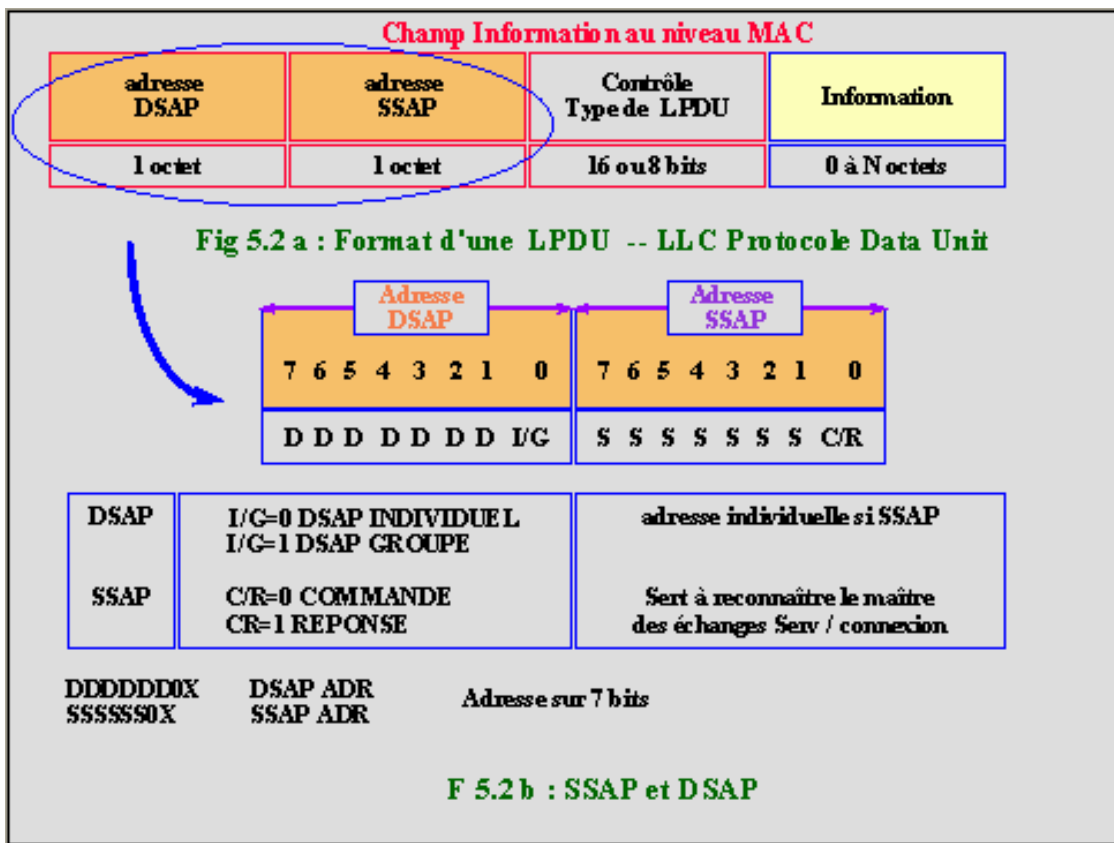 Champ Information au niveau MAC
adresse DSAP
adresse SSAP
Contrôle Type de LPDU
Information
1 octet
1 octet
16 ou 8 bits
0 à N octets
Fig 5.2 a : Format d'une LPDU -- LLC Protocole Data Unit
Adresse DSAP
Adresse SSAP
7 6 5 4 3 2 1 0 7 6 5 4 3 2 1 0
D D D D D D D I/G S S S S S S S C/R
DSAP I/G=0 DSAP INDIVIDUEL adresse individuelle si SSAP
I/G=1 DSAP GROUPE
SSAP C/R=0 COMMANDE Sert à reconnaître le maître
CR=1 REPONSE des échanges Serv / connexion
DDDDDD0X DSAP ADR Adresse sur 7 bits
SSSSSS0X SSAP ADR
F 5.2 b : SSAP et DSAP